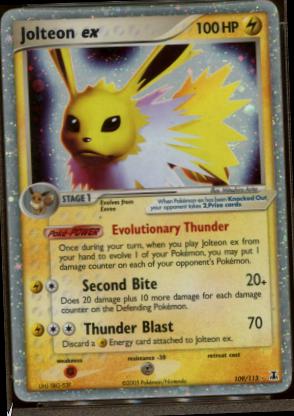 Jolteon ex 100 HP
STAGE 1
Evolves from
Eevee
When Pokémon-ex has been Knocked Out,
your opponent takes 2 Prize cards
Poké-POWER Evolutionary Thunder
Once during your turn, when you play Jolteon ex from
your hand to evolve 1 of your Pokémon, you may put 1
damage counter on each of your opponent's Pokémon.
Second Bite 20+
Does 20 damage plus 10 more damage for each damage
counter on the Defending Pokémon.
Thunder Blast 70
Discard a Energy card attached to Jolteon ex.
weakness resistance -30 retreat cost
©2005 Pokémon/Nintendo
109/113